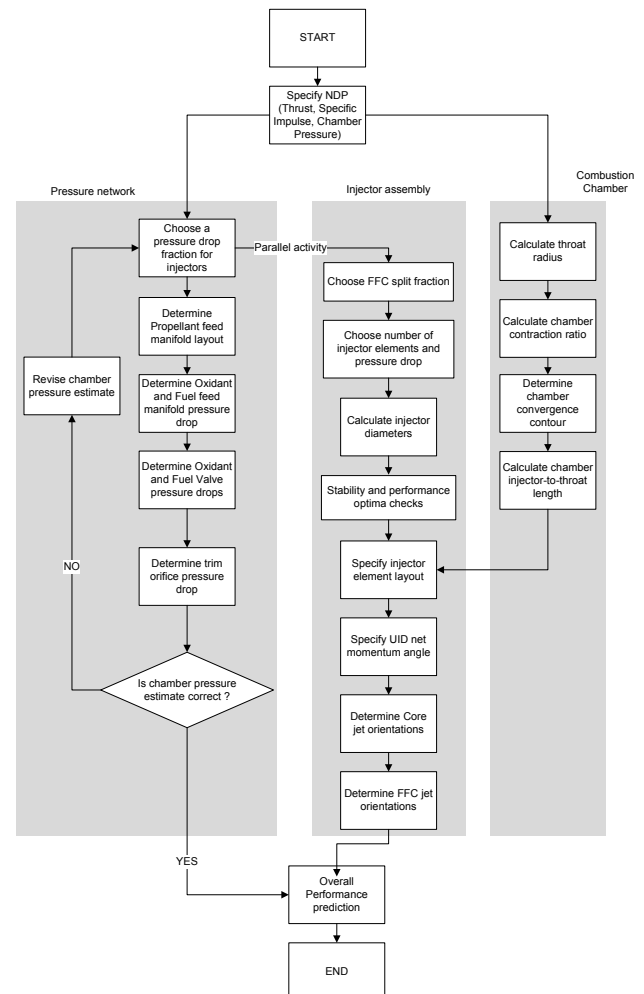 START
Specify NDP
(Thrust, Specific
Impulse, Chamber
Pressure)
Pressure network
Injector assembly
Combustion
Chamber
Choose a
pressure drop
fraction for
injectors
Parallel activity
Determine
Propellant feed
manifold layout
Revise chamber
pressure estimate
Determine Oxidant
and Fuel feed
manifold pressure
drop
Determine Oxidant
and Fuel Valve
pressure drops
NO
Determine trim
orifice pressure
drop
Is chamber pressure
estimate correct ?
YES
Choose FFC split fraction
Choose number of
injector elements and
pressure drop
Calculate injector
diameters
Stability and performance
optima checks
Specify injector
element layout
Specify UID net
momentum angle
Determine Core
jet orientations
Determine FFC jet
orientations
Calculate throat
radius
Calculate chamber
contraction ratio
Determine
chamber
convergence
contour
Calculate chamber
injector-to-throat
length
Overall
Performance
prediction
END